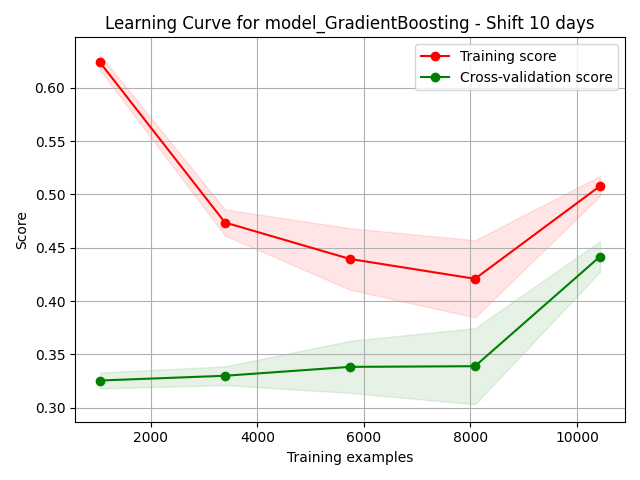 Learning Curve for model_GradientBoosting - Shift 10 days
Training score
Cross-validation score
0.60
0.55
0.50
0.45
0.40
0.35
0.30
Score
2000 4000 6000 8000 10000
Training examples